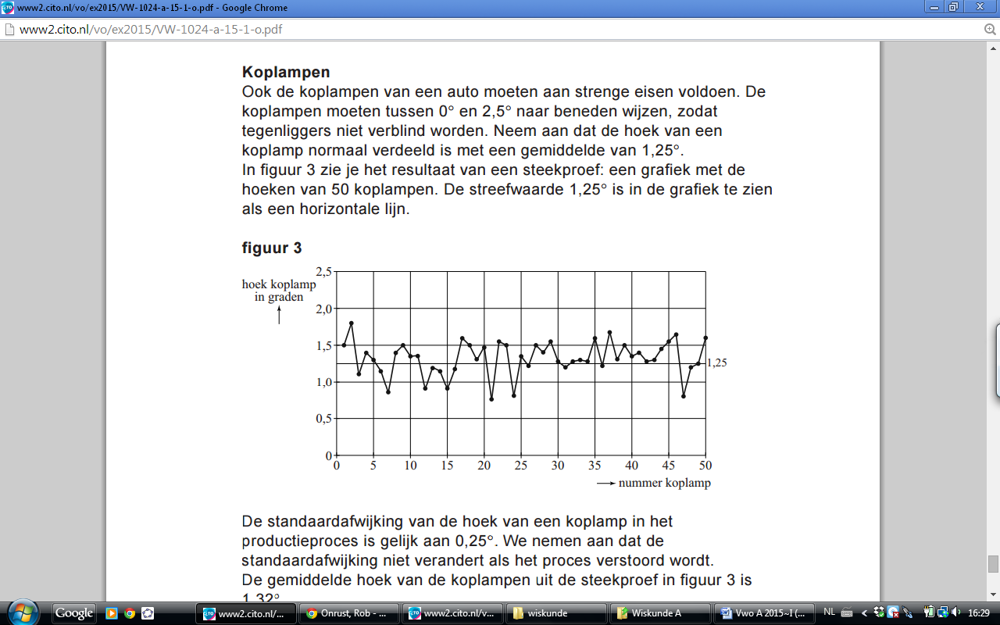 www2.cito.nl/vo/ex2015/VW-1024-a-15-1-o.pdf - Google Chrome
www2.cito.nl/vo/ex2015/VW-1024-a-15-1-o.pdf
Koplampen
Ook de koplampen van een auto moeten aan strenge eisen voldoen. De
koplampen moeten tussen 0° en 2,5° naar beneden wijzen, zodat
tegenliggers niet verblind worden. Neem aan dat de hoek van een
koplamp normaal verdeeld is met een gemiddelde van 1,25°.
In figuur 3 zie je het resultaat van een steekproef: een grafiek met de
hoeken van 50 koplampen. De streefwaarde 1,25° is in de grafiek te zien
als een horizontale lijn.
figuur 3
hoek koplamp
in graden
2,5
2,0
1,5
1,0
0,5
0
1,25
0 5 10 15 20 25 30 35 40 45 50
nummer koplamp
De standaardafwijking van de hoek van een koplamp in het
productieproces is gelijk aan 0,25°. We nemen aan dat de
standaardafwijking niet verandert als het proces verstoord wordt.
De gemiddelde hoek van de koplampen uit de steekproef in figuur 3 is
1,32°
Google www2.cito.nl/... Onrust, Rob - ... www2.cito.nl/v... wiskunde Wiskunde A Vwo A 2015~I (... NL 16:29